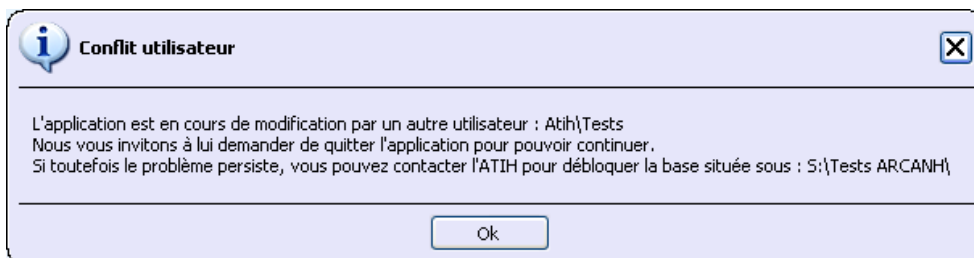 Conflit utilisateur
L'application est en cours de modification par un autre utilisateur : Atih\Tests
Nous vous invitons à lui demander de quitter l'application pour pouvoir continuer.
Si toutefois le problème persiste, vous pouvez contacter l'ATIH pour débloquer la base située sous : S:\Tests ARCANH\
Ok